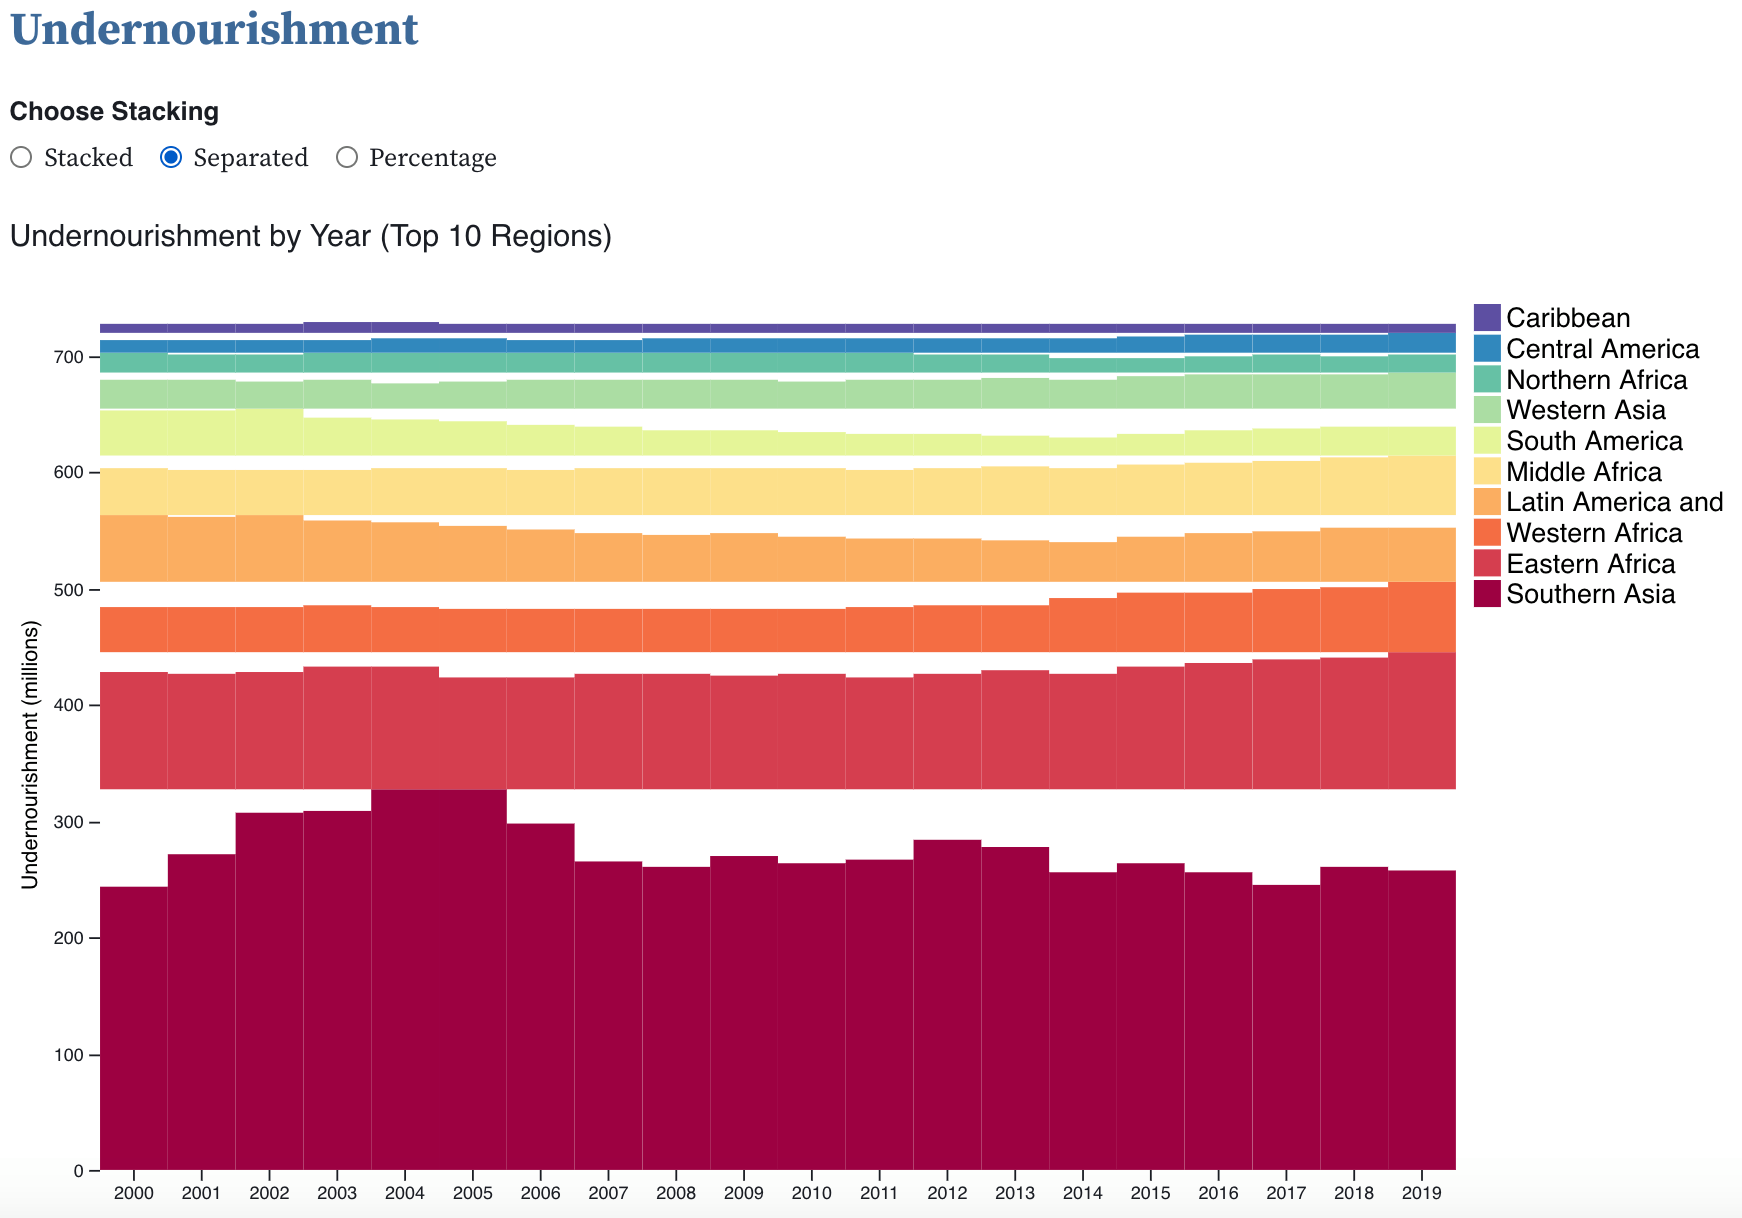 Undernourishment
Choose Stacking
Stacked Separated Percentage
Undernourishment by Year (Top 10 Regions)
Caribbean
Central America
Northern Africa
Western Asia
South America
Middle Africa
Latin America and
Western Africa
Eastern Africa
Southern Asia
Undernourishment (millions)
700
600
500
400
300
200
100
0
2000 2001 2002 2003 2004 2005 2006 2007 2008 2009 2010 2011 2012 2013 2014 2015 2016 2017 2018 2019